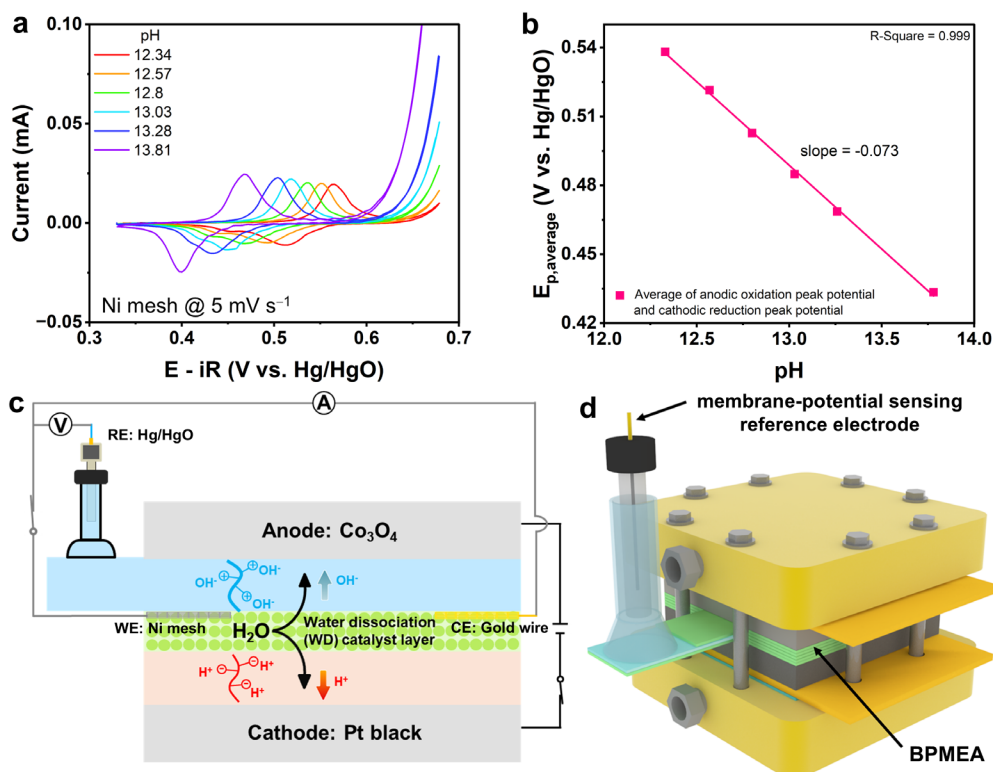 a
pH
12.34
12.57
12.8
13.03
13.28
13.81
Ni mesh @ 5 mV s⁻¹
Current (mA)
0.10
0.05
0.00
−0.05
0.3
0.4
0.5
0.6
0.7
E - iR (V vs. Hg/HgO)
b
R-Square = 0.999
slope = -0.073
Average of anodic oxidation peak potential
and cathodic reduction peak potential
Ep,average (V vs. Hg/HgO)
0.54
0.51
0.48
0.45
0.42
12.0
12.5
13.0
13.5
14.0
pH
c
A
V
RE: Hg/HgO
Anode: Co₃O₄
OH-
OH-
OH-
OH-
WE: Ni mesh
H₂O
Water dissociation
(WD) catalyst layer
CE: Gold wire
H⁺
H⁺
H⁺
H⁺
Cathode: Pt black
d
membrane-potential sensing
reference electrode
BPMEA